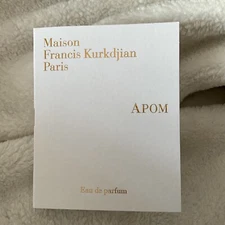 Maison
Francis Kurkdjian
Paris
APOM
Eau de parfum